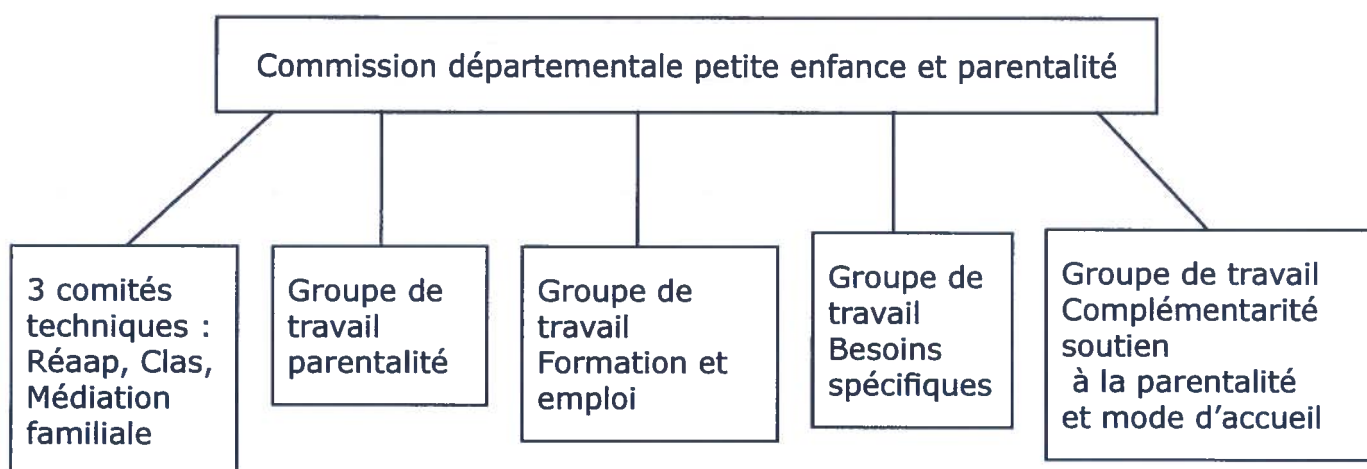 Commission départementale petite enfance et parentalité
3 comités
techniques :
Réaap, Clas,
Médiation
familiale
Groupe de
travail
parentalité
Groupe de
travail
Formation et
emploi
Groupe de
travail
Besoins
spécifiques
Groupe de travail
Complémentarité
soutien
à la parentalité
et mode d'accueil